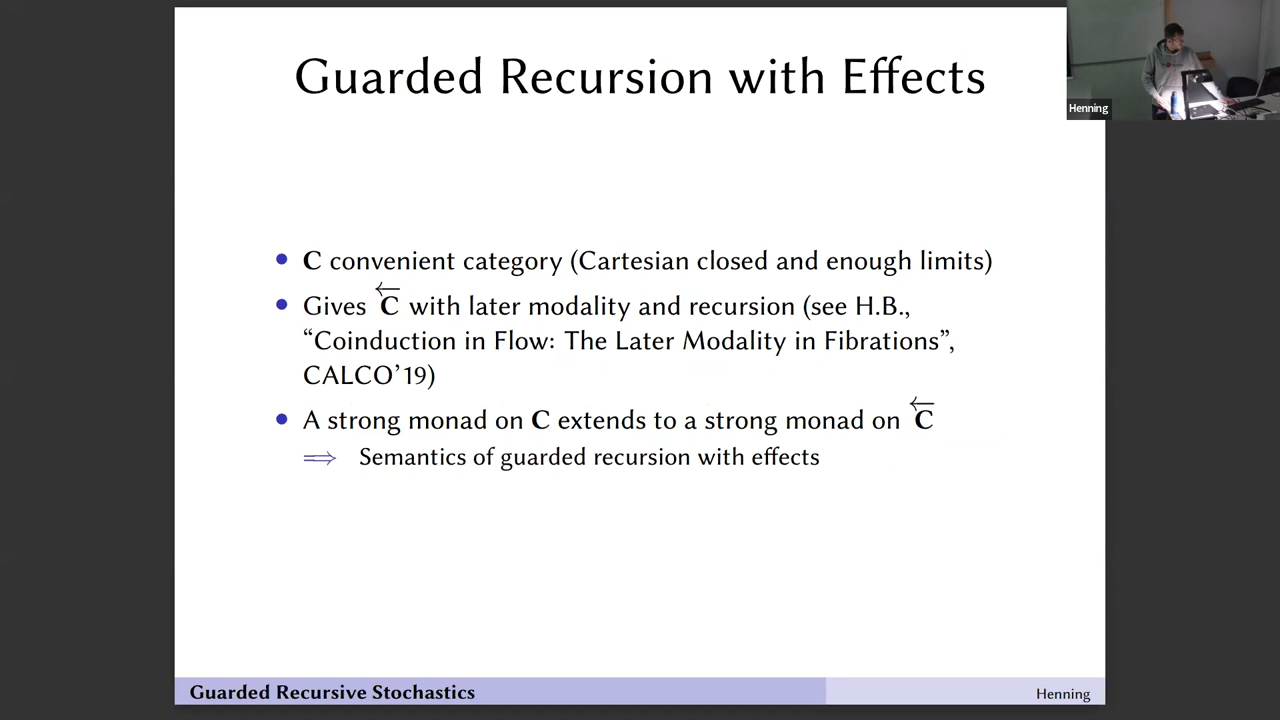 Guarded Recursion with Effects
Henning
• C convenient category (Cartesian closed and enough limits)
• Gives C⃖ with later modality and recursion (see H.B.,
“Coinduction in Flow: The Later Modality in Fibrations”,
CALCO’19)
• A strong monad on C extends to a strong monad on C⃖
⟹ Semantics of guarded recursion with effects
Guarded Recursive Stochastics
Henning